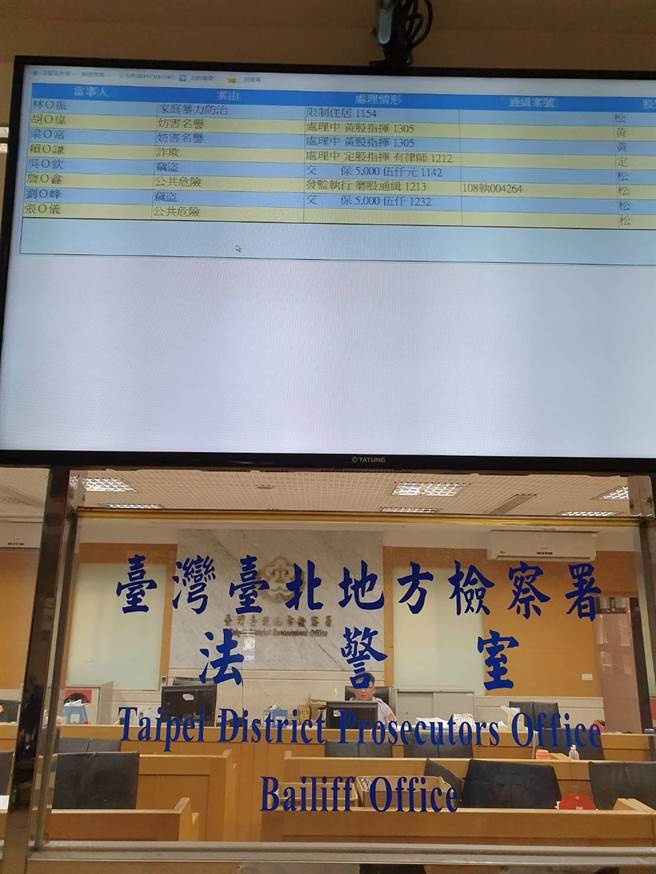 當事人 案由 處理情形 通緝案號
林O振 家庭暴力防治 限制住居 1154 松
胡O偉 妨害名譽 處理中 黃股指揮 1305 黃
梁O富 妨害名譽 處理中 黃股指揮 1305 黃
賴O謙 詐欺 處理中 定股指揮 有律師 1212 定
吳O欽 竊盜 交 保 5,000 伍仟元 1142 松
詹O鑫 公共危險 發監執行 磨股通緝 1213 108執004264 松
劉O峰 竊盜 交 保 5,000 伍仟 1232 松
張O儀 公共危險 松
TATUNG
臺灣臺北地方檢察署
法警室
Taipei District Prosecutors Office
Bailiff Office